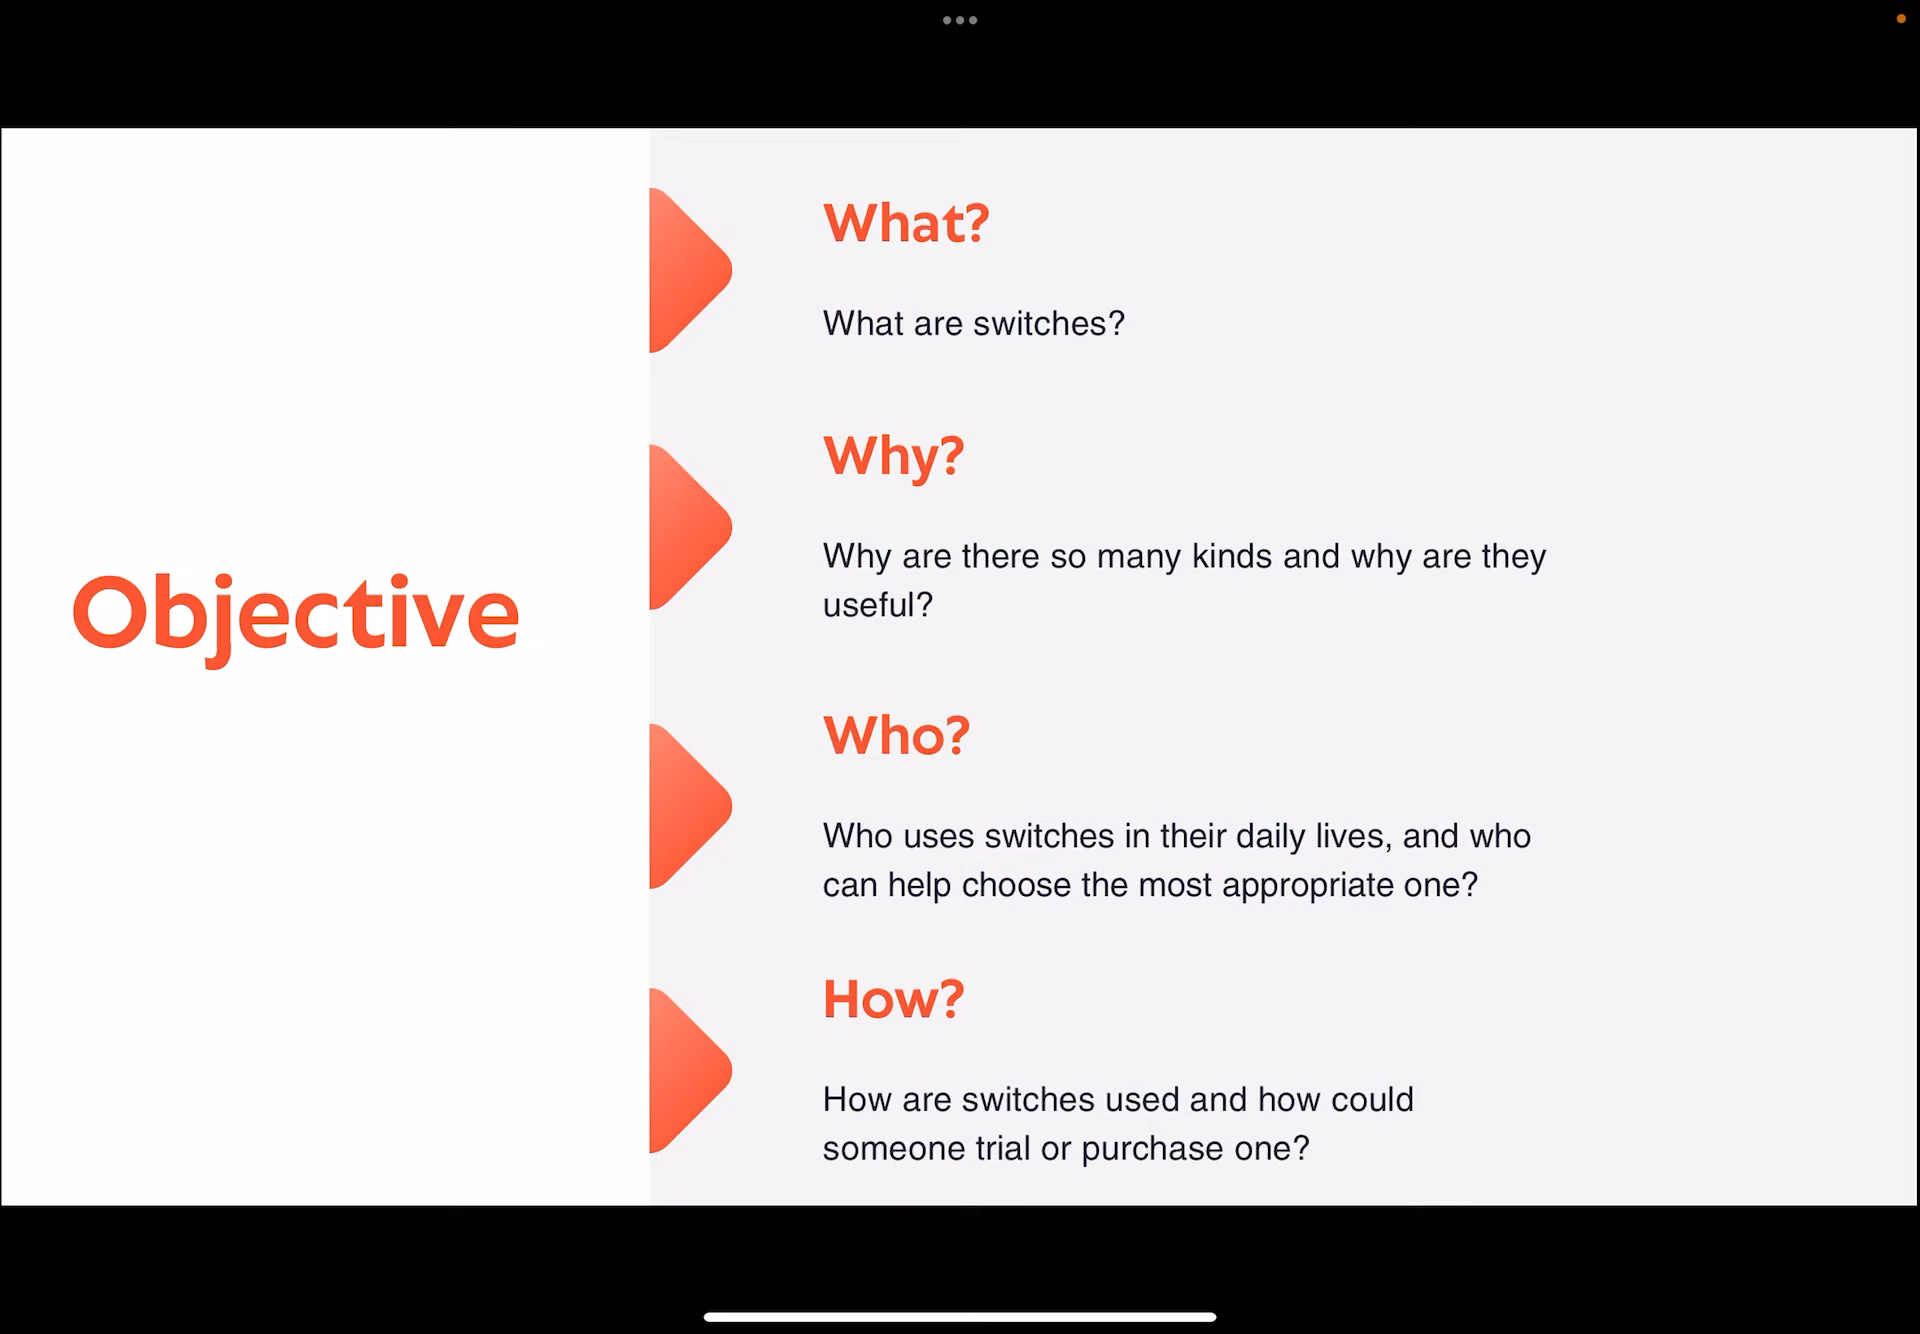 Objective
What?
What are switches?
Why?
Why are there so many kinds and why are they
useful?
Who?
Who uses switches in their daily lives, and who
can help choose the most appropriate one?
How?
How are switches used and how could
someone trial or purchase one?